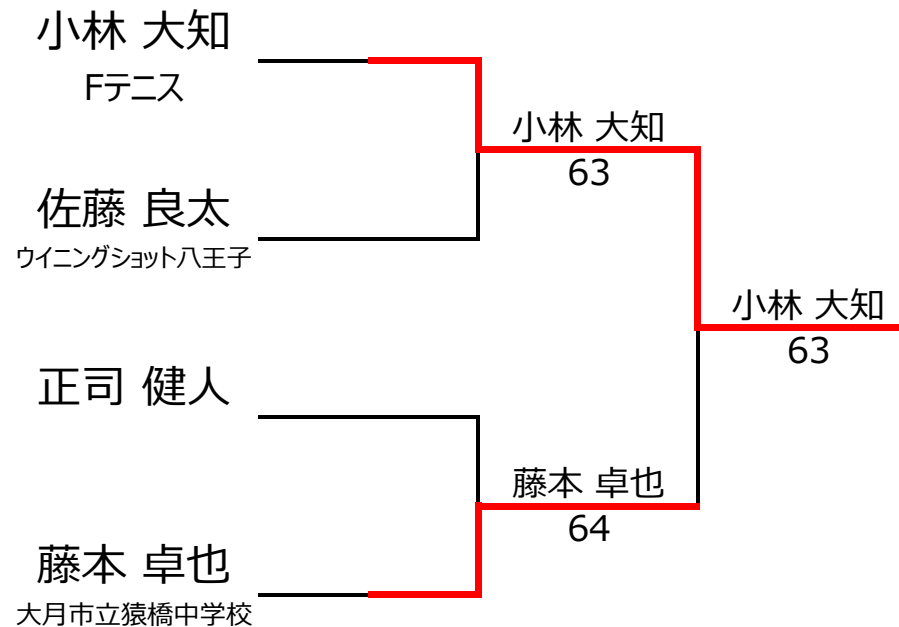 小林 大知
Fテニス
佐藤 良太
ウイニングショット八王子
正司 健人
藤本 卓也
大月市立猿橋中学校
小林 大知
63
藤本 卓也
64
小林 大知
63